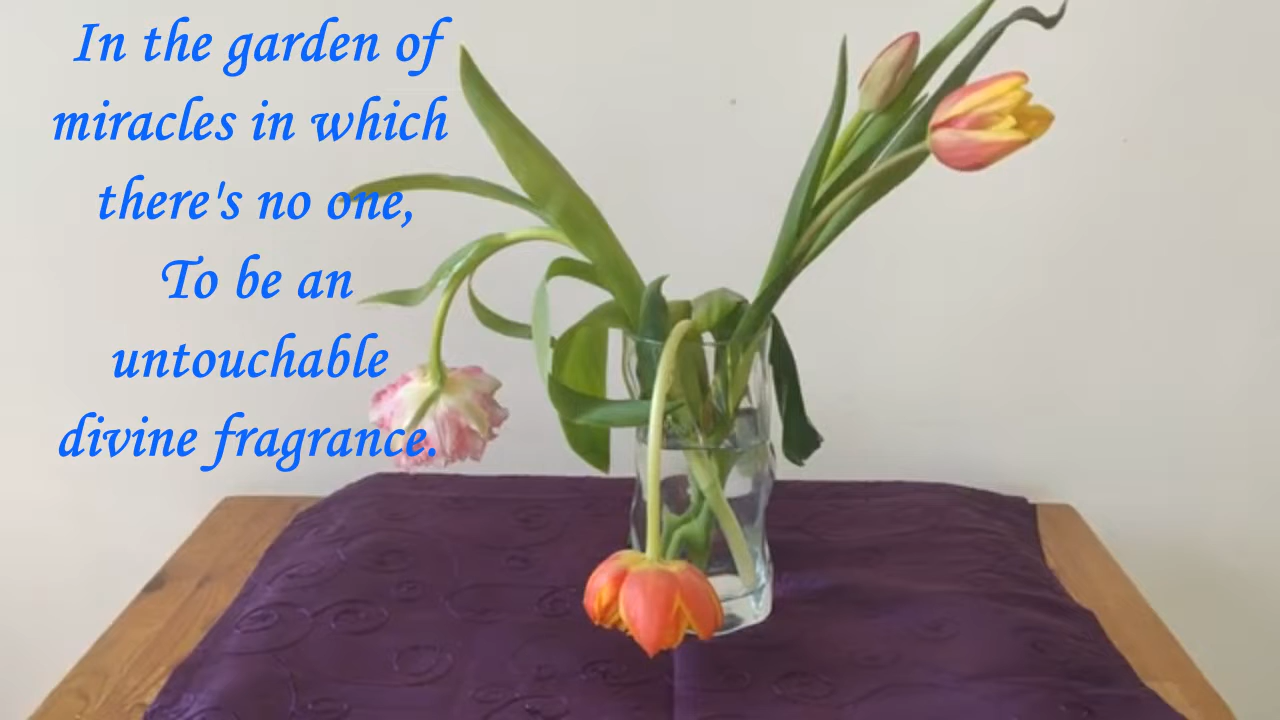 In the garden of
miracles in which
there's no one,
To be an
untouchable
divine fragrance.